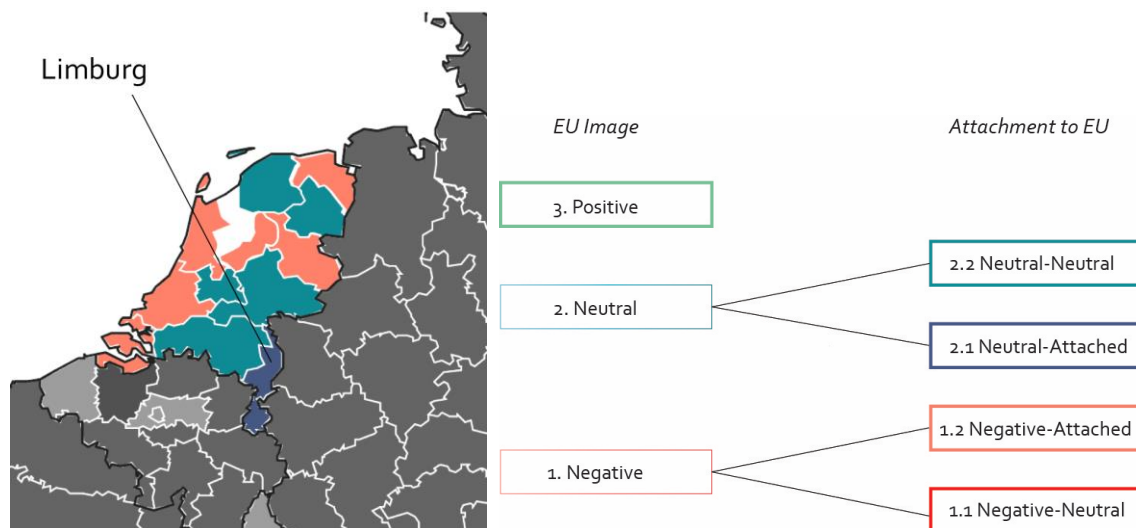 Limburg
EU Image
Attachment to EU
3. Positive
2.2 Neutral-Neutral
2. Neutral
2.1 Neutral-Attached
1.2 Negative-Attached
1. Negative
1.1 Negative-Neutral